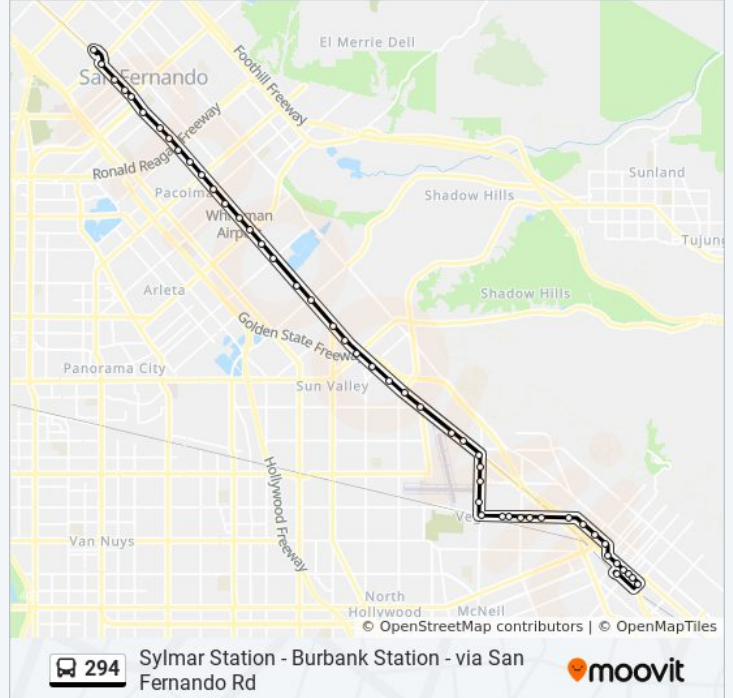 El Merrie Dell
Foothill Freeway
San Fernando
Ronald Reagan Freeway
Sunland
Pacoima
Shadow Hills
Whiteman
Airport
Tujung
Arleta
Shadow Hills
Golden State Freeway
Panorama City
Sun Valley
Hollywood Freeway
Ve
Van Nuys
North
Hollywood
McNeil
© OpenStreetMap contributors | © OpenMapTiles
294
Sylmar Station - Burbank Station - via San
Fernando Rd
moovit